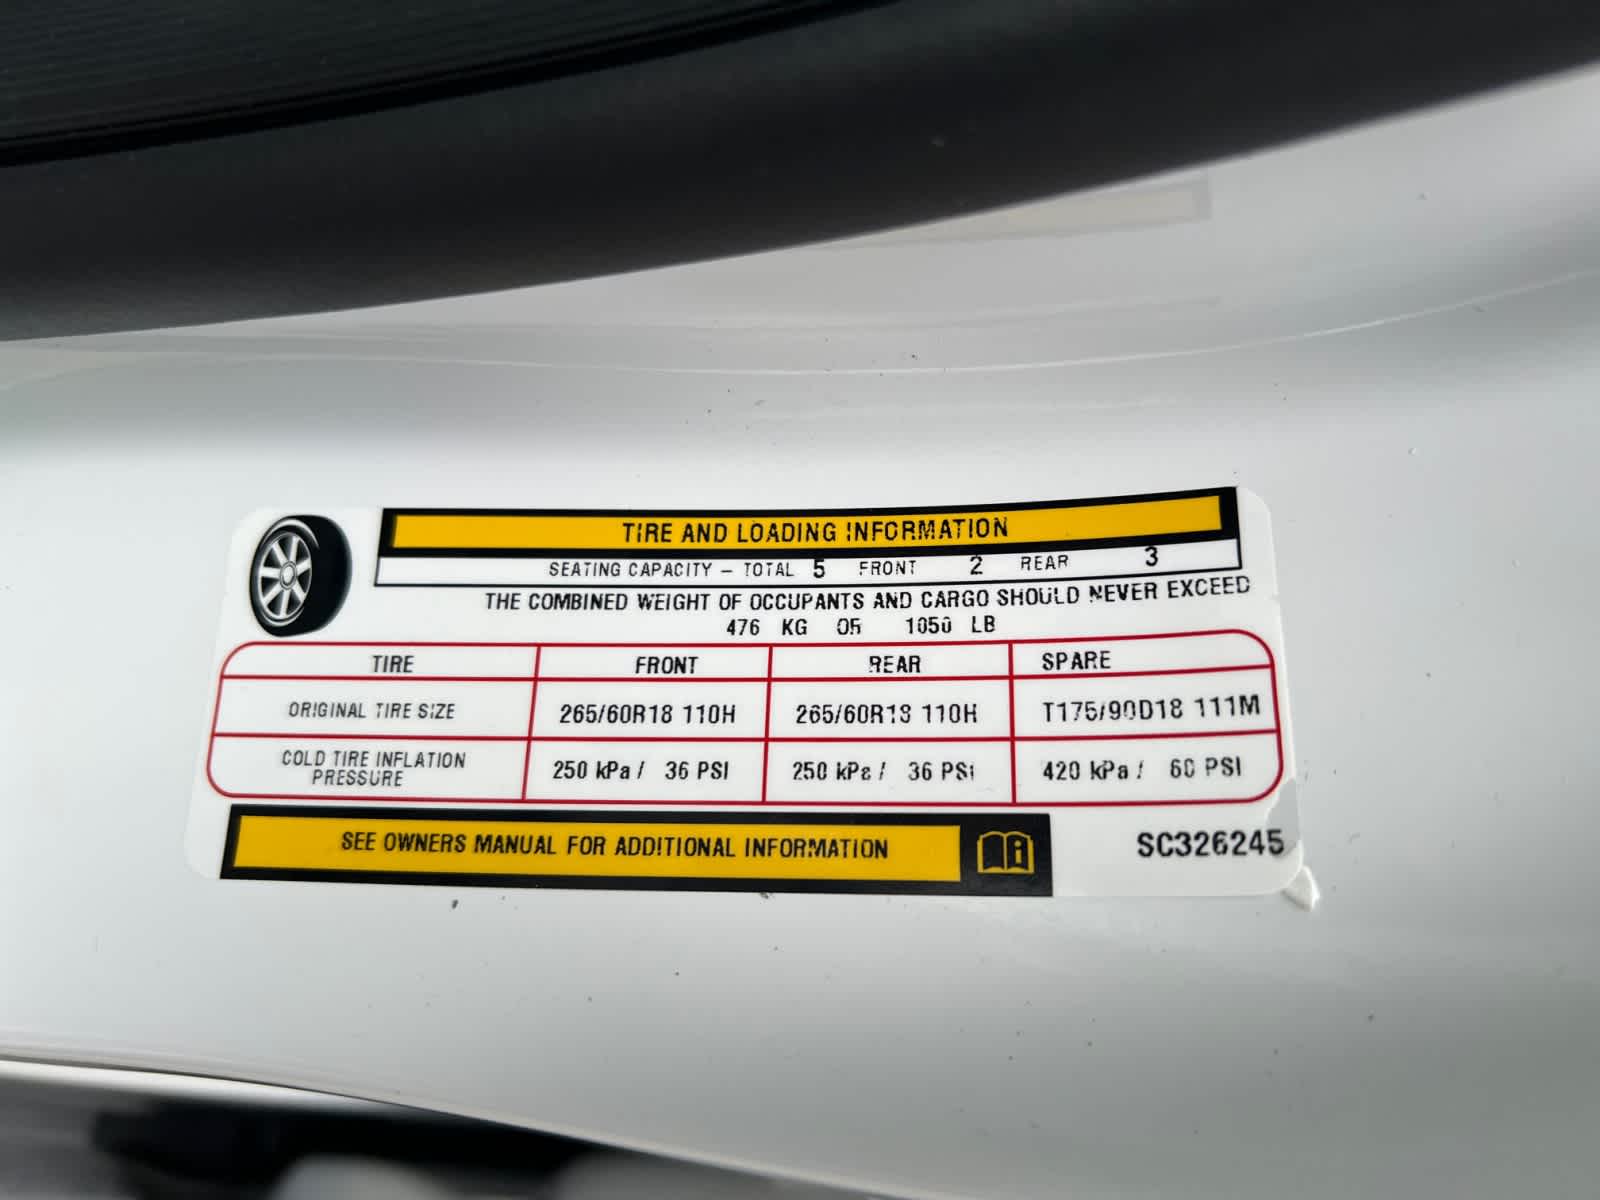 TIRE AND LOADING INFORMATION
SEATING CAPACITY – TOTAL 5 FRONT 2 REAR 3
THE COMBINED WEIGHT OF OCCUPANTS AND CARGO SHOULD NEVER EXCEED
476 KG OR 1050 LB
TIRE FRONT REAR SPARE
ORIGINAL TIRE SIZE 265/60R18 110H 265/60R18 110H T175/90D18 111M
COLD TIRE INFLATION
PRESSURE 250 kPa / 36 PSI 250 kPa / 36 PSI 420 kPa / 60 PSI
SEE OWNERS MANUAL FOR ADDITIONAL INFORMATION
SC326245